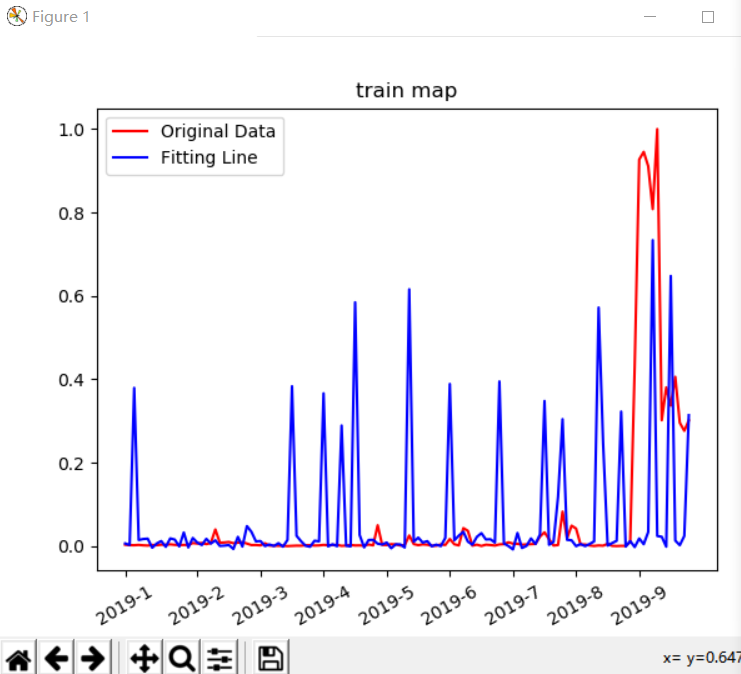 Figure 1
train map
Original Data
Fitting Line
1.0
0.8
0.6
0.4
0.2
0.0
2019-1 2019-2 2019-3 2019-4 2019-5 2019-6 2019-7 2019-8 2019-9
x= y=0.647